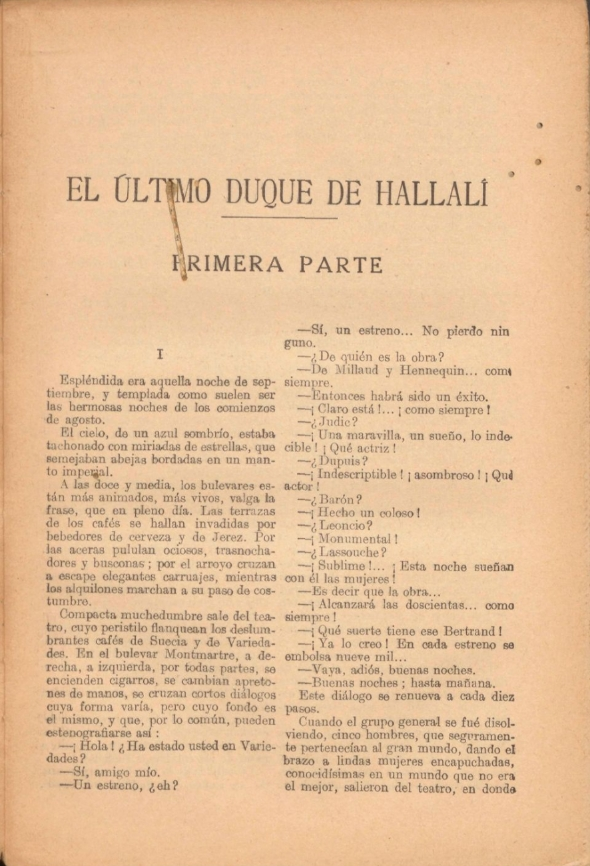 EL ÚLTIMO DUQUE DE HALLALÍ
PRIMERA PARTE
I
Espléndida era aquella noche de sep-
tiembre, y templada como suelen ser
las hermosas noches de los comienzos
de agosto.
El cielo, de un azul sombrío, estaba
tachonado con miriadas de estrellas, que
semejaban abejas bordadas en un man-
to imperial.
A las doce y media, los bulevares es-
tán más animados, más vivos, valga la
frase, que en pleno día. Las terrazas
de los cafés se hallan invadidas por
bebedores de cerveza y de Jerez. Por
las aceras pululan ociosos, trasnocha-
dores y busconas ; por el arroyo cruzan
a escape elegantes carruajes, mientras
los alquilones marchan a su paso de cos-
tumbre.
Compacta muchedumbre sale del tea-
tro, cuyo peristilo flanquean los deslum-
brantes cafés de Suecia y de Varieda-
des. En el bulevar Montmartre, a de-
recha, a izquierda, por todas partes, se
encienden cigarros, se cambian apreto-
nes de manos, se cruzan cortos diálogos
cuya forma varía, pero cuyo fondo es
el mismo, y que, por lo común, pueden
estenografiarse así :
—¡ Hola ! ¿ Ha estado usted en Varie-
dades?
—Sí, amigo mío.
—Un estreno, ¿eh?
—Sí, un estreno... No pierdo nin
guno.
—¿ De quién es la obra?
—De Millaud y Hennequin... como
siempre.
—Entonces habrá sido un éxito.
—¡ Claro está !... ¡ como siempre !
—¿ Judic?
—¡ Una maravilla, un sueño, lo inde-
cible ! ¡ Qué actriz !
—¿ Dupuis?
—¡ Indescriptible ! ¡ asombroso ! ¡ Qué
actor !
—¿ Barón?
—¡ Hecho un coloso !
—¿ Leoncio?
—¡ Monumental !
—¿ Lassouche?
—¡ Sublime !... ¡ Esta noche sueñan
con él las mujeres !
—Es decir que la obra...
—¡ Alcanzará las doscientas... como
siempre !
—¡ Qué suerte tiene ese Bertrand !
—¡ Ya lo creo ! En cada estreno se
embolsa nueve mil...
—Vaya, adiós, buenas noches.
—Buenas noches ; hasta mañana.
Este diálogo se renueva a cada diez
pasos.
Cuando el grupo general se fué disol-
viendo, cinco hombres, que seguramen-
te pertenecían al gran mundo, dando el
brazo a lindas mujeres encapuchadas,
conocidísimas en un mundo que no era
el mejor, salieron del teatro, en donde